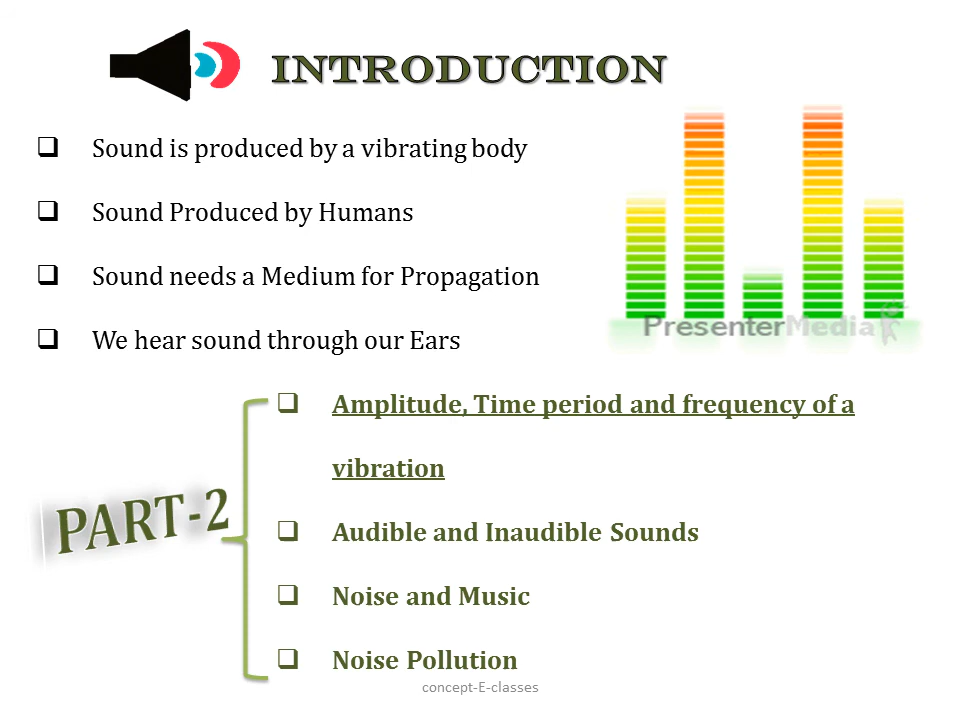 INTRODUCTION
Sound is produced by a vibrating body
Sound Produced by Humans
Sound needs a Medium for Propagation
We hear sound through our Ears
PresenterMedia
Amplitude, Time period and frequency of a
vibration
PART-2
Audible and Inaudible Sounds
Noise and Music
Noise Pollution
concept-E-classes